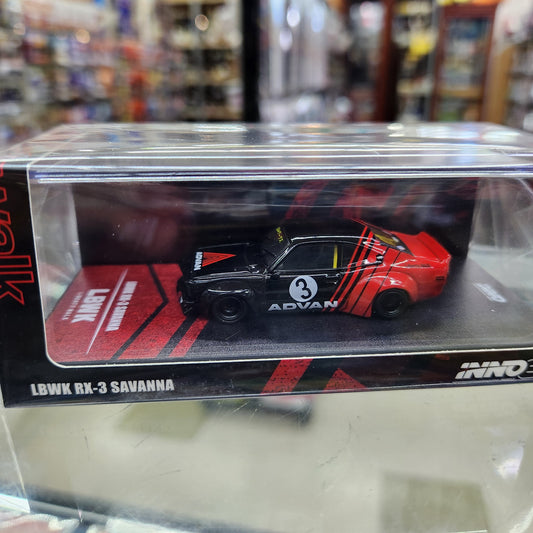 walk
ADVAN
3
ADVAN
LBWK
LBWK RX-3 SAVANNA
INNO